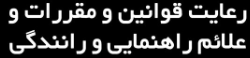 رعایت قوانین و مقررات و
علائم راهنمایی و رانندگی